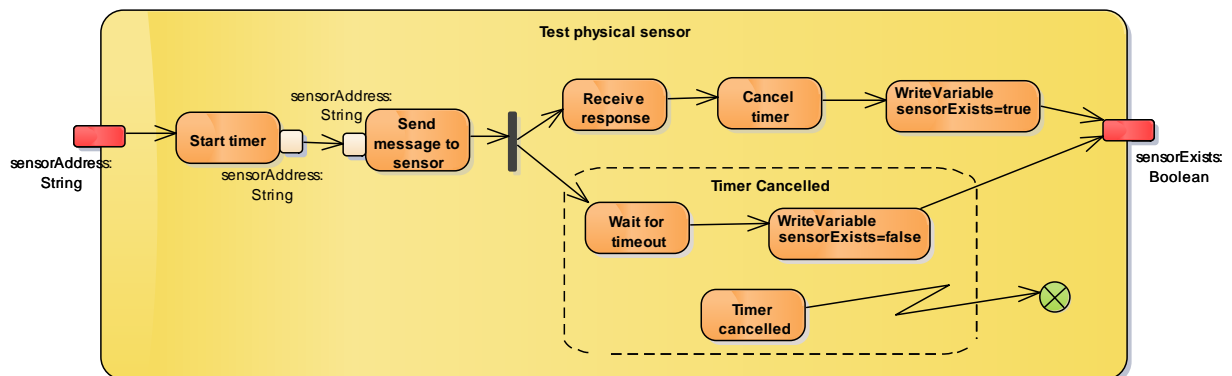 Test physical sensor
sensorAddress:
String
Start timer
sensorAddress:
String
sensorAddress:
String
Send
message to
sensor
Receive
response
Cancel
timer
WriteVariable
sensorExists=true
sensorExists:
Boolean
Timer Cancelled
Wait for
timeout
WriteVariable
sensorExists=false
Timer
cancelled